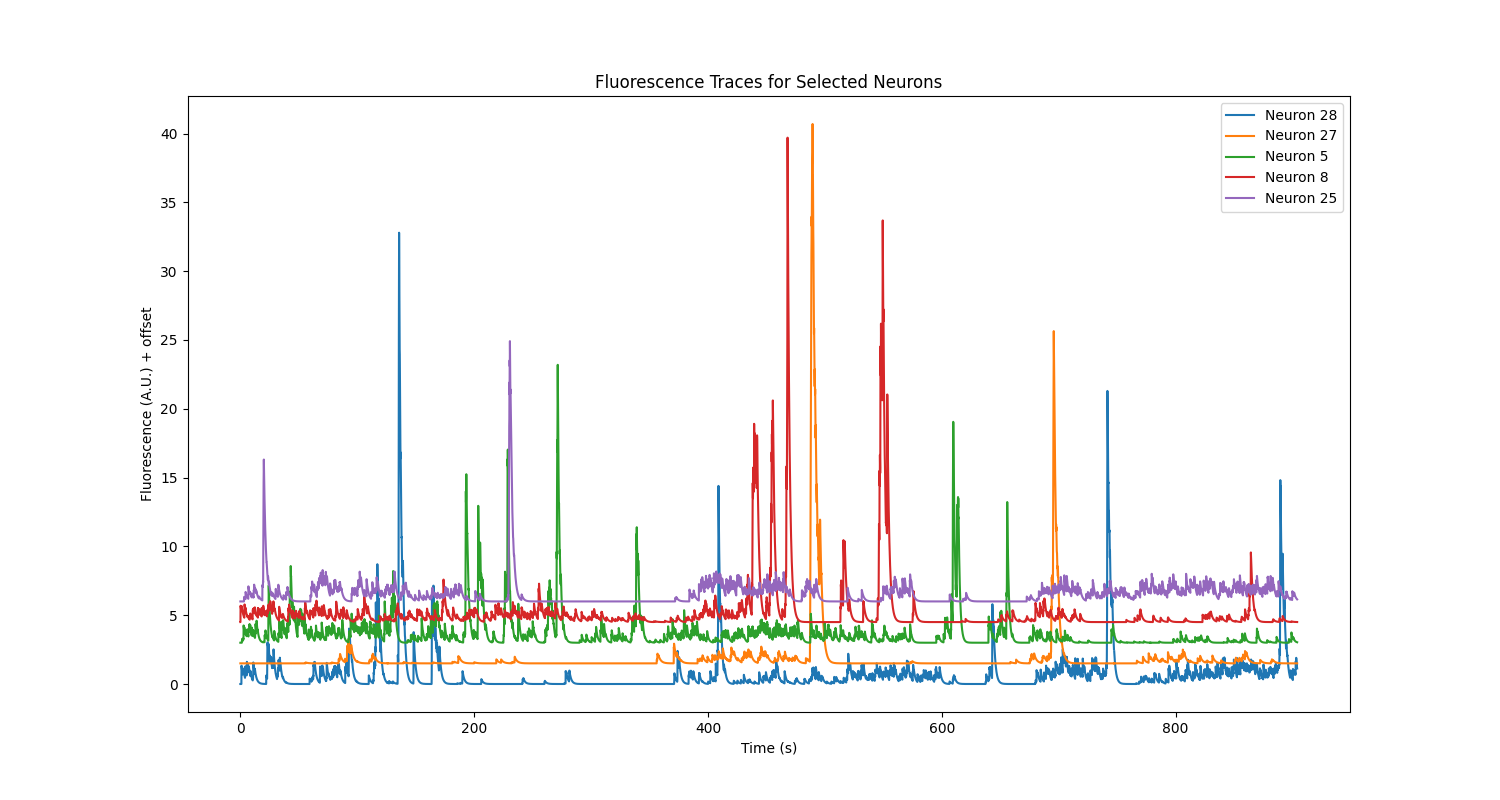 Fluorescence Traces for Selected Neurons
Fluorescence (A.U.) + offset
40
35
30
25
20
15
10
5
0
0 200 400 600 800
Time (s)
Neuron 28
Neuron 27
Neuron 5
Neuron 8
Neuron 25